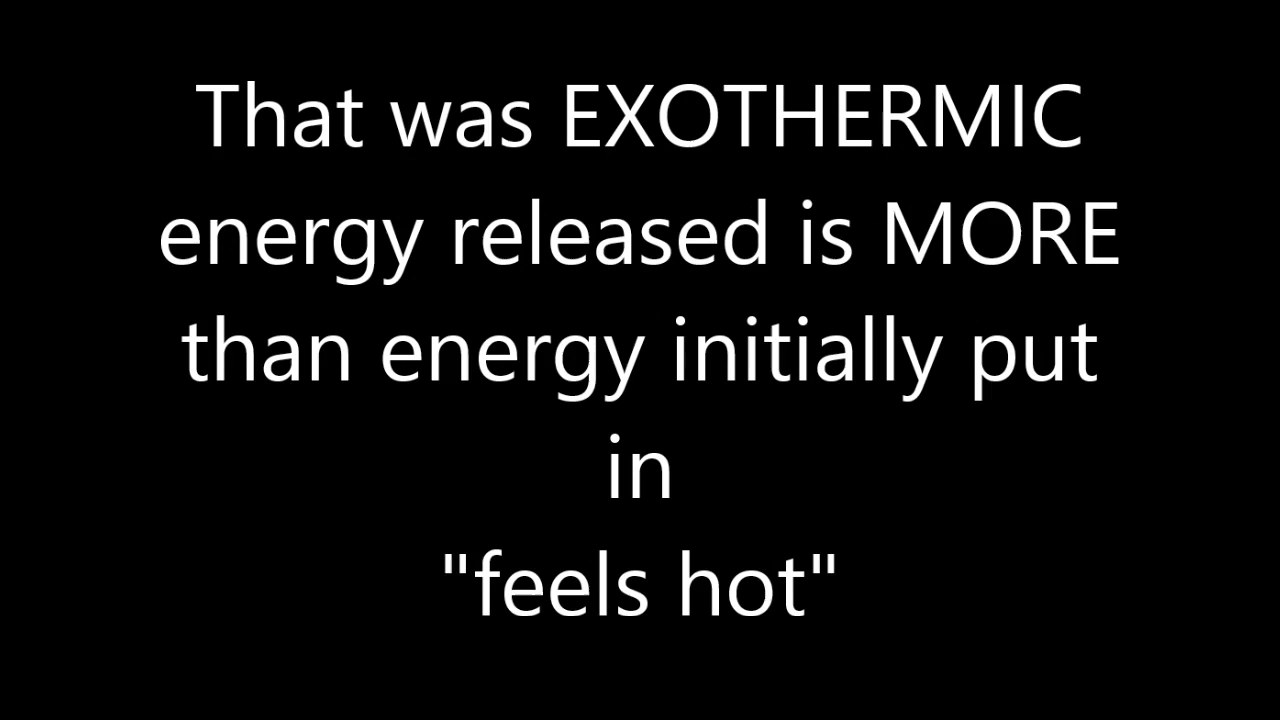 That was EXOTHERMIC
energy released is MORE
than energy initially put
in
"feels hot"